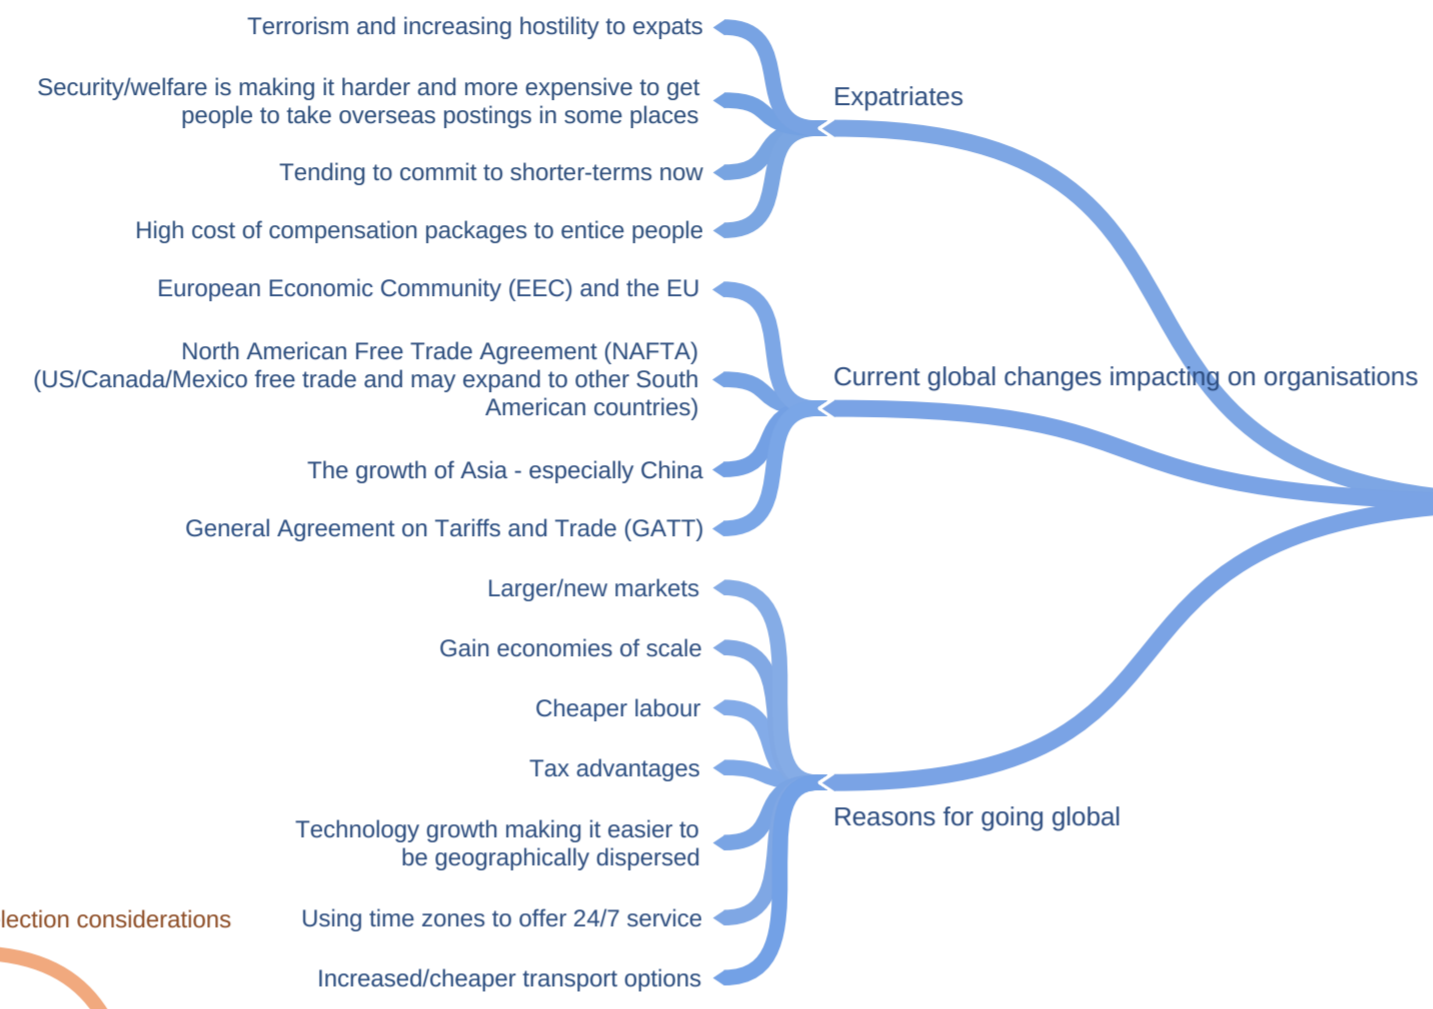 Terrorism and increasing hostility to expats
Security/welfare is making it harder and more expensive to get
people to take overseas postings in some places
Tending to commit to shorter-terms now
High cost of compensation packages to entice people
Expatriates
European Economic Community (EEC) and the EU
North American Free Trade Agreement (NAFTA)
(US/Canada/Mexico free trade and may expand to other South
American countries)
The growth of Asia - especially China
General Agreement on Tariffs and Trade (GATT)
Current global changes impacting on organisations
Larger/new markets
Gain economies of scale
Cheaper labour
Tax advantages
Technology growth making it easier to
be geographically dispersed
Using time zones to offer 24/7 service
Increased/cheaper transport options
Reasons for going global
lection considerations